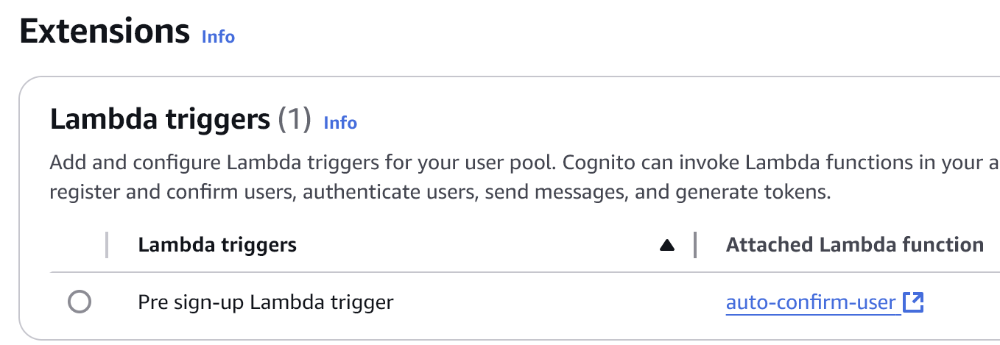 Extensions Info
Lambda triggers (1) Info
Add and configure Lambda triggers for your user pool. Cognito can invoke Lambda functions in your a
register and confirm users, authenticate users, send messages, and generate tokens.
Lambda triggers Attached Lambda function
Pre sign-up Lambda trigger auto-confirm-user